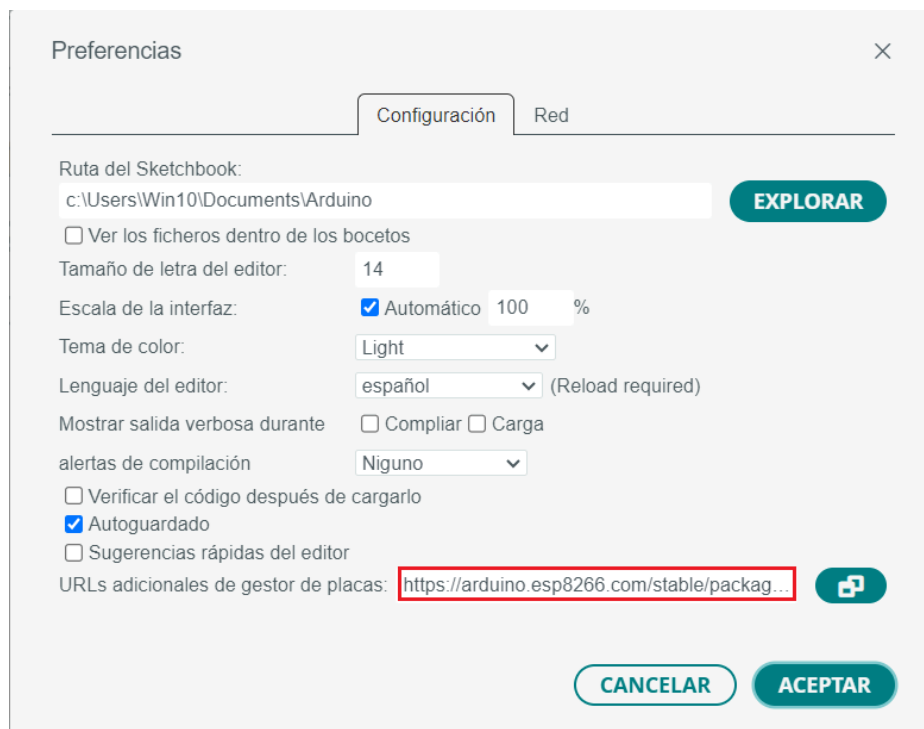 Preferencias
Configuración Red
Ruta del Sketchbook:
c:\Users\Win10\Documents\Arduino EXPLORAR
Ver los ficheros dentro de los bocetos
Tamaño de letra del editor: 14
Escala de la interfaz: Automático 100 %
Tema de color: Light
Lenguaje del editor: español (Reload required)
Mostrar salida verbosa durante Compliar Carga
alertas de compilación Niguno
Verificar el código después de cargarlo
Autoguardado
Sugerencias rápidas del editor
URLs adicionales de gestor de placas: https://arduino.esp8266.com/stable/packag...
CANCELAR ACEPTAR